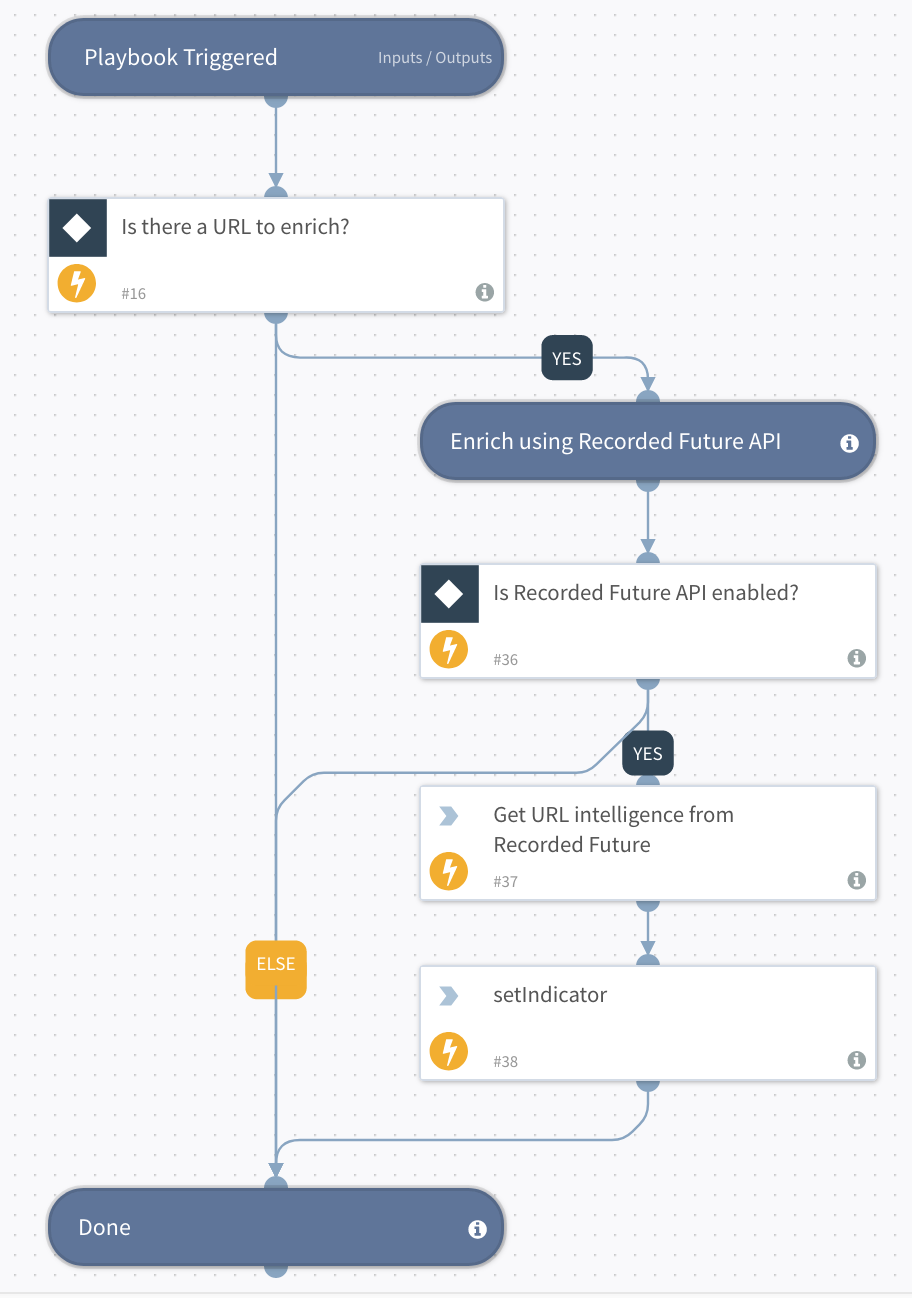 Playbook Triggered
Inputs / Outputs
Is there a URL to enrich?
#16
YES
Enrich using Recorded Future API
Is Recorded Future API enabled?
#36
YES
Get URL intelligence from
Recorded Future
#37
ELSE
setIndicator
#38
Done